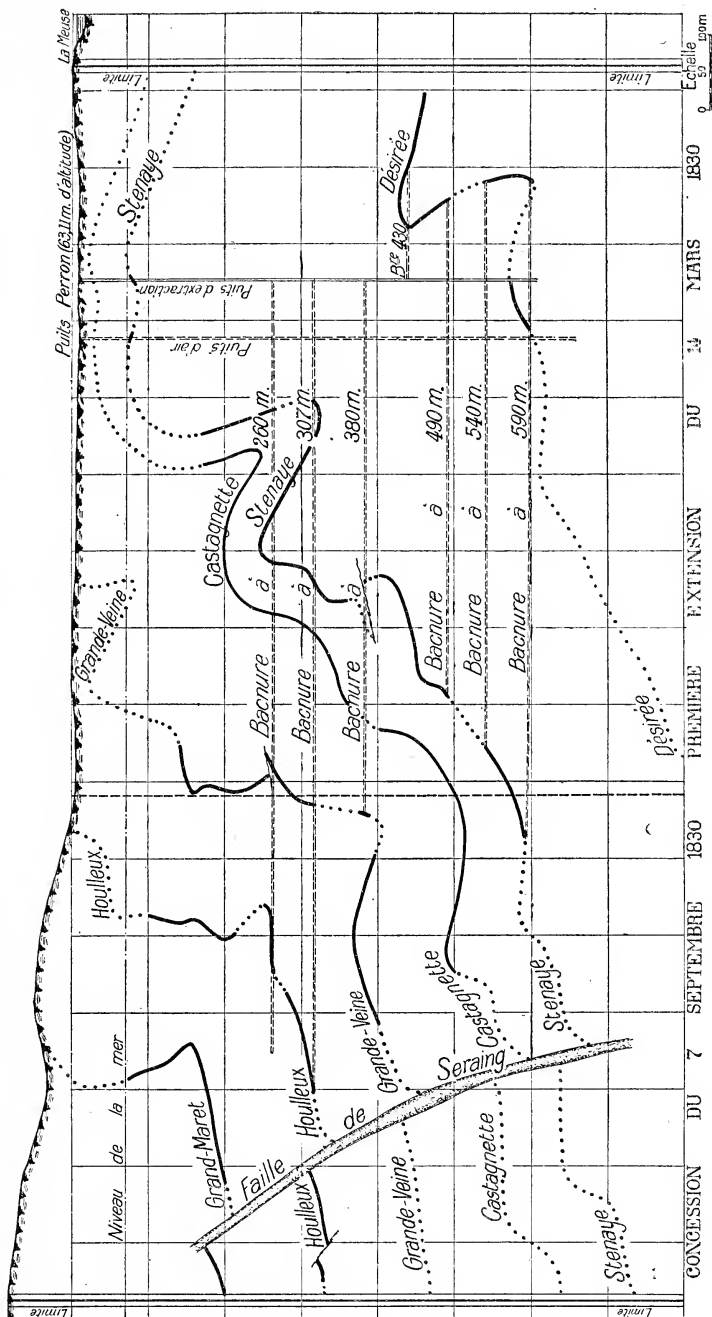 La Meuse
Puits Perron (63,11m. d'altitude)
Limite
Limite
Limite
Limite
Niveau de la mer
Stenaye
Puits d'extraction
Puits d'air
Désirée
Bce 430
Grande-Veine
Houlleux
Castagnette
Stenaye
Grand-Maret
Bacnure à 260 m.
Bacnure à 307 m.
Bacnure à 380 m.
Bacnure à 490 m.
Bacnure à 540 m.
Bacnure à 590 m.
Houlleux
Grande-Veine
Castagnette
Stenaye
Faille de Seraing
Houlleux
Grande-Veine
Castagnette
Stenaye
Désirée
CONCESSION DU 7 SEPTEMBRE 1830
PREMIÈRE EXTENSION DU 14 MARS 1830
Echelle
0 50 100m